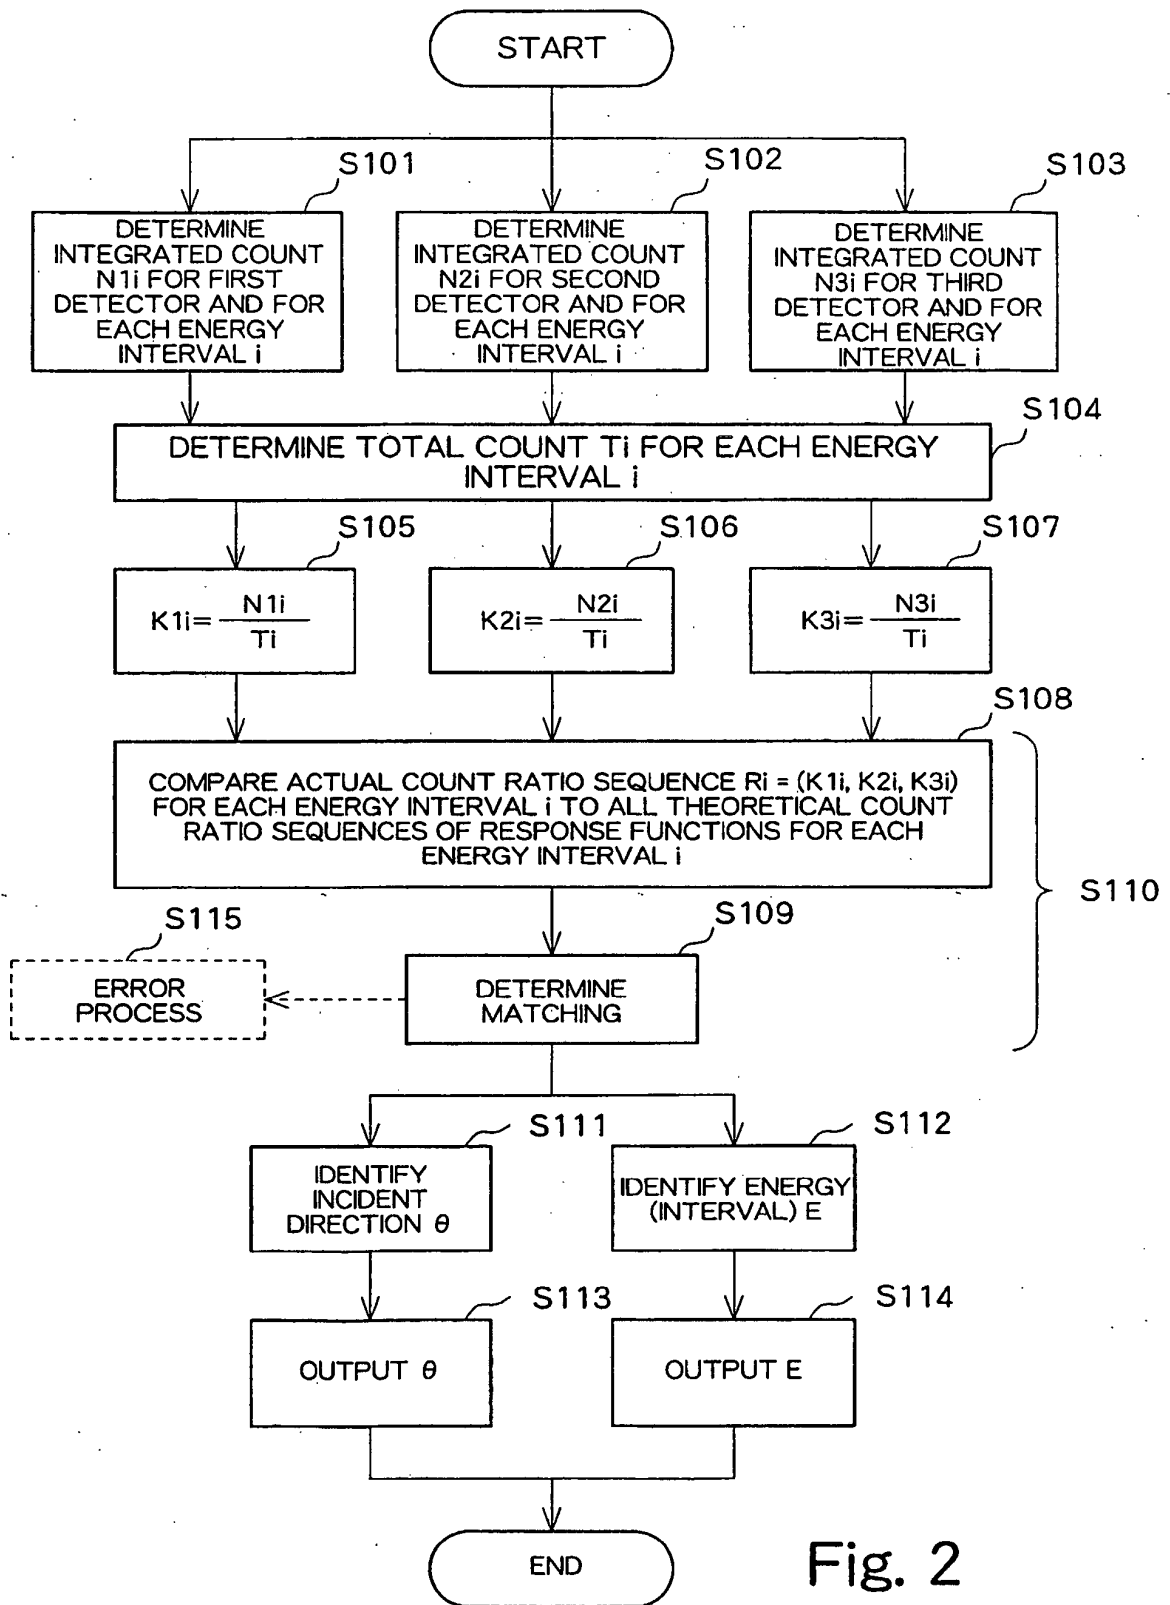 START
S101
S102
S103
DETERMINE
INTEGRATED COUNT
N1i FOR FIRST
DETECTOR AND FOR
EACH ENERGY
INTERVAL i
DETERMINE
INTEGRATED COUNT
N2i FOR SECOND
DETECTOR AND FOR
EACH ENERGY
INTERVAL i
DETERMINE
INTEGRATED COUNT
N3i FOR THIRD
DETECTOR AND FOR
EACH ENERGY
INTERVAL i
S104
DETERMINE TOTAL COUNT Ti FOR EACH ENERGY
INTERVAL i
S105
S106
S107
K1i= N1i
Ti
K2i= N2i
Ti
K3i= N3i
Ti
S108
COMPARE ACTUAL COUNT RATIO SEQUENCE Ri = (K1i, K2i, K3i)
FOR EACH ENERGY INTERVAL i TO ALL THEORETICAL COUNT
RATIO SEQUENCES OF RESPONSE FUNCTIONS FOR EACH
ENERGY INTERVAL i
S110
S109
S115
ERROR
PROCESS
DETERMINE
MATCHING
S111
S112
IDENTIFY
INCIDENT
DIRECTION θ
IDENTIFY ENERGY
(INTERVAL) E
S113
S114
OUTPUT θ
OUTPUT E
END
Fig. 2